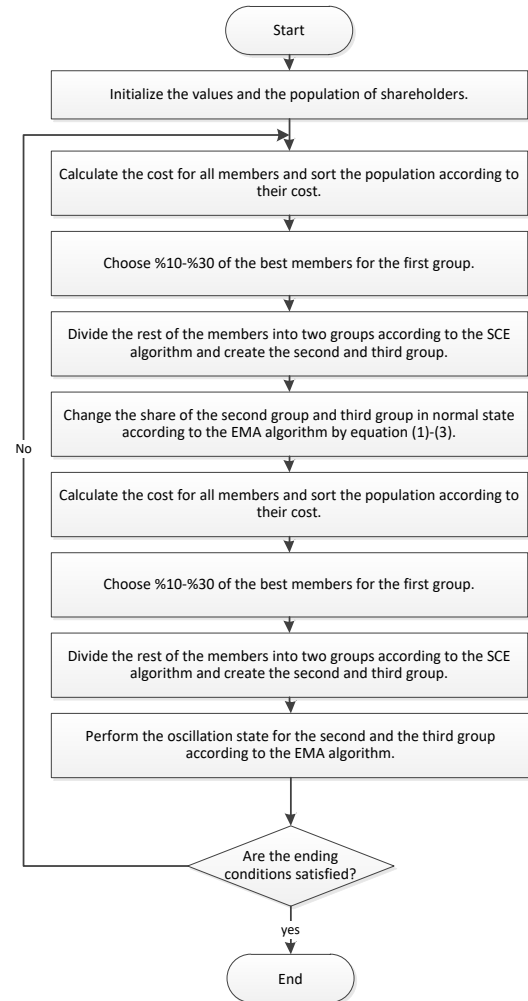 Start
Initialize the values and the population of shareholders.
Calculate the cost for all members and sort the population according to
their cost.
Choose %10-%30 of the best members for the first group.
Divide the rest of the members into two groups according to the SCE
algorithm and create the second and third group.
Change the share of the second group and third group in normal state
according to the EMA algorithm by equation (1)-(3).
No
Calculate the cost for all members and sort the population according to
their cost.
Choose %10-%30 of the best members for the first group.
Divide the rest of the members into two groups according to the SCE
algorithm and create the second and third group.
Perform the oscillation state for the second and the third group
according to the EMA algorithm.
Are the ending
conditions satisfied?
yes
End